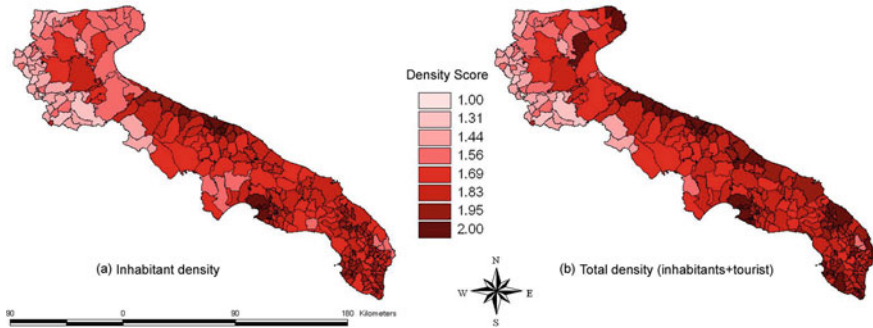 Density Score
1.00
1.31
1.44
1.56
1.69
1.83
1.95
2.00
(a) Inhabitant density
(b) Total density (inhabitants+tourist)
N
W E
S
90 0 90 180 Kilometers